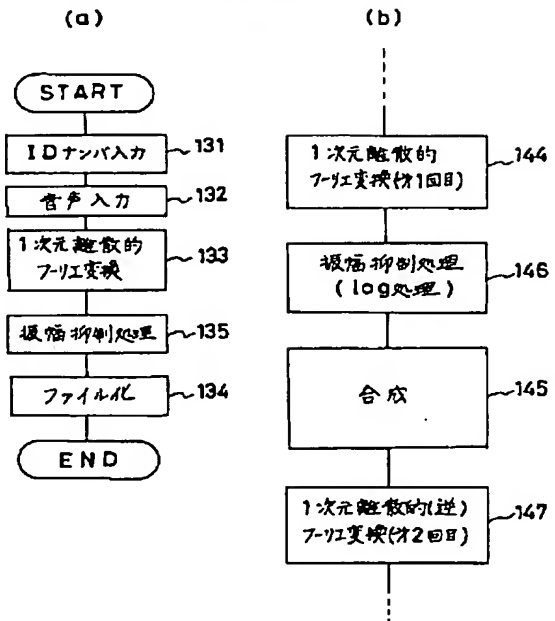 (a)
START
IDナンバ入力
131
音声入力
132
1次元離散的
フーリエ変換
133
振幅抑制処理
135
ファイル化
134
END
(b)
1次元離散的
フーリエ変換(才1回目)
144
振幅抑制処理
(log処理)
146
合成
145
1次元離散的(逆)
フーリエ変換(才2回目)
147